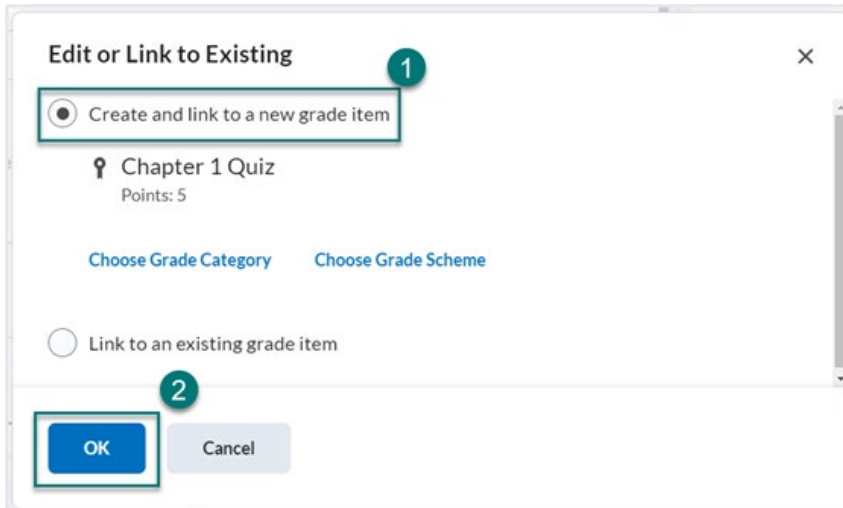 Edit or Link to Existing
1
Create and link to a new grade item
Chapter 1 Quiz
Points: 5
Choose Grade Category Choose Grade Scheme
Link to an existing grade item
2
OK Cancel